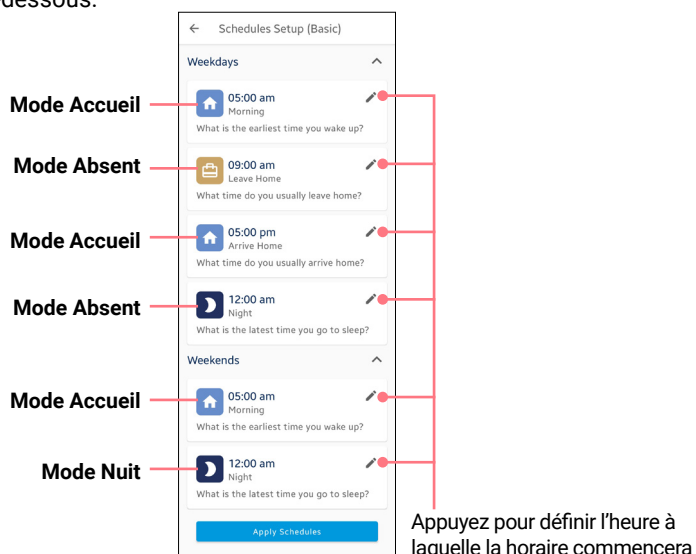 dessous.
← Schedules Setup (Basic)
Weekdays
Mode Accueil
05:00 am
Morning
What is the earliest time you wake up?
Mode Absent
09:00 am
Leave Home
What time do you usually leave home?
Mode Accueil
05:00 pm
Arrive Home
What time do you usually arrive home?
Mode Absent
12:00 am
Night
What is the latest time you go to sleep?
Weekends
Mode Accueil
05:00 am
Morning
What is the earliest time you wake up?
Mode Nuit
12:00 am
Night
What is the latest time you go to sleep?
Apply Schedules
Appuyez pour définir l’heure à
laquelle la horaire commencera